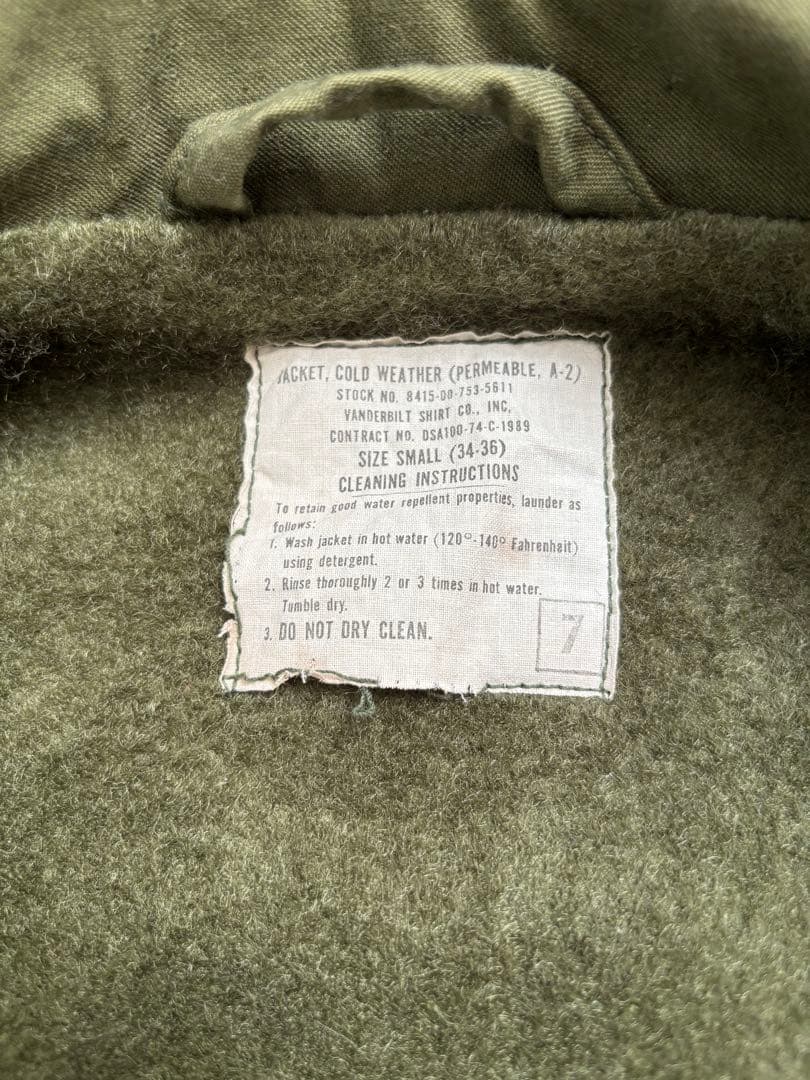 JACKET, COLD WEATHER (PERMEABLE, A-2)
STOCK NO. 8415-00-753-5611
VANDERBILT SHIRT CO., INC.
CONTRACT NO. DSA100-74-C-1989
SIZE SMALL (34-36)
CLEANING INSTRUCTIONS
To retain good water repellent properties, launder as
follows:
1. Wash jacket in hot water (120°-140° Fahrenheit)
using detergent.
2. Rinse thoroughly 2 or 3 times in hot water.
Tumble dry.
3. DO NOT DRY CLEAN.
7